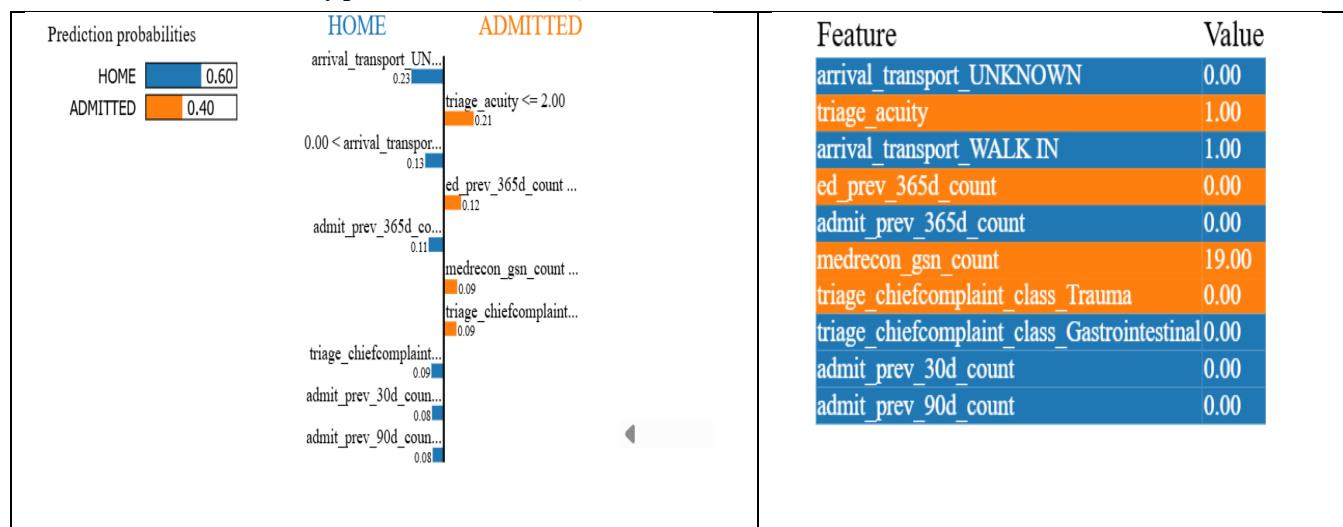 Prediction probabilities
HOME 0.60
ADMITTED 0.40
HOME ADMITTED
arrival_transport_UN...
0.23
triage_acuity <= 2.00
0.21
0.00 < arrival_transpor...
0.13
ed_prev_365d_count ...
0.12
admit_prev_365d_co...
0.11
medrecon_gsn_count ...
0.09
triage_chiefcomplaint...
0.09
triage_chiefcomplaint...
0.09
admit_prev_30d_coun...
0.08
admit_prev_90d_coun...
0.08
Feature Value
arrival_transport_UNKNOWN 0.00
triage_acuity 1.00
arrival_transport_WALK IN 1.00
ed_prev_365d_count 0.00
admit_prev_365d_count 0.00
medrecon_gsn_count 19.00
triage_chiefcomplaint_class_Trauma 0.00
triage_chiefcomplaint_class_Gastrointestinal 0.00
admit_prev_30d_count 0.00
admit_prev_90d_count 0.00